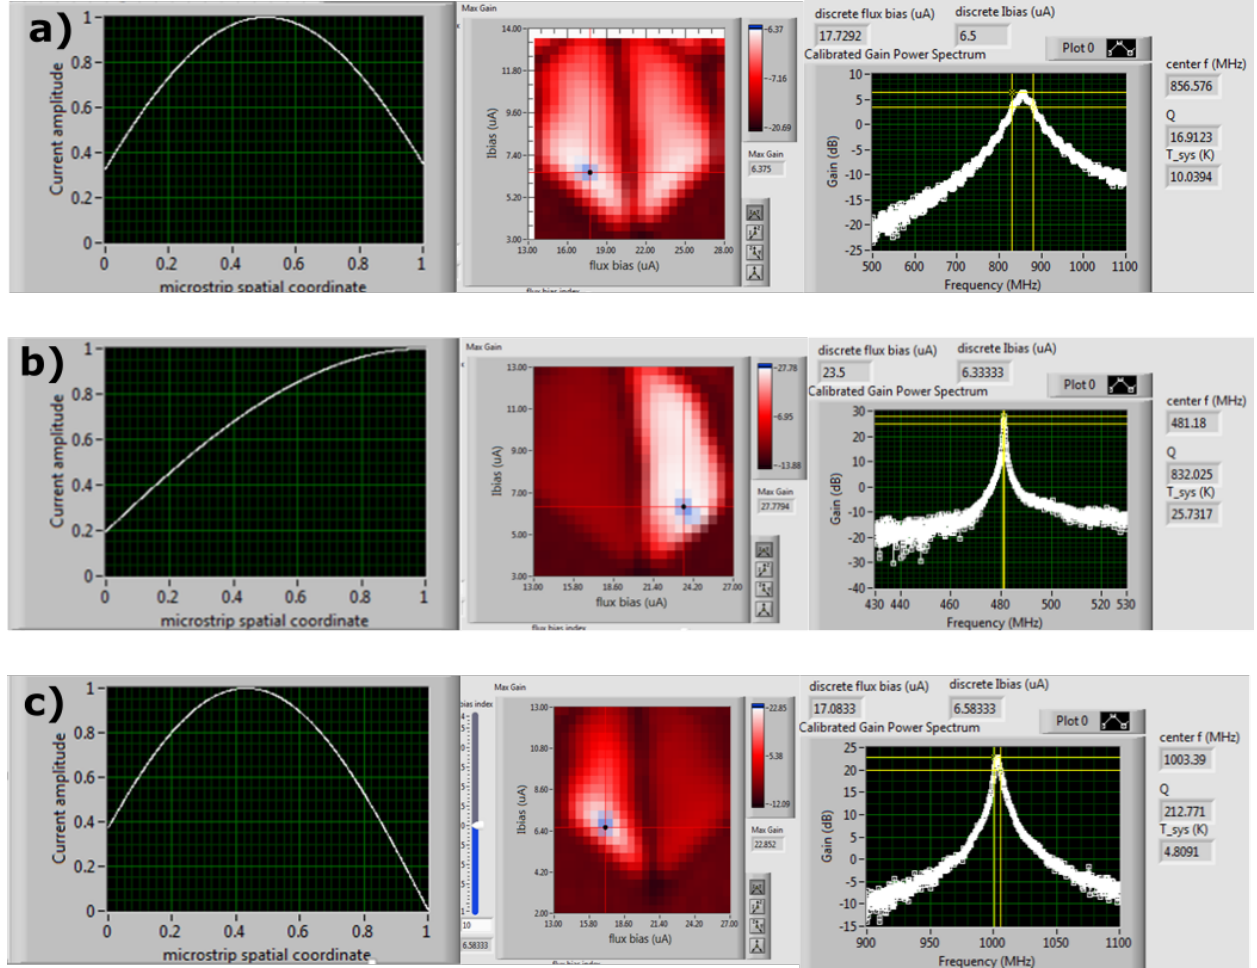 a)
Current amplitude
1
0.8
0.6
0.4
0.2
0
0 0.2 0.4 0.6 0.8 1
microstrip spatial coordinate
Max Gain
Ibias (uA)
14.00
11.80
9.60
7.40
5.20
3.00
13.00 16.00 19.00 22.00 25.00 28.00
flux bias (uA)
flux bias index
-6.37
-7.16
-20.69
Max Gain
6.375
discrete flux bias (uA) discrete Ibias (uA)
17.7292 6.5
Plot 0
Calibrated Gain Power Spectrum
Gain (dB)
10
5
0
-5
-10
-15
-20
-25
500 600 700 800 900 1000 1100
Frequency (MHz)
center f (MHz)
856.576
Q
16.9123
T_sys (K)
10.0394
b)
Current amplitude
1
0.8
0.6
0.4
0.2
0
0 0.2 0.4 0.6 0.8 1
microstrip spatial coordinate
Max Gain
Ibias (uA)
13.00
11.00
9.00
7.00
5.00
3.00
13.00 15.80 18.60 21.40 24.20 27.00
flux bias (uA)
flux bias index
-27.78
-6.95
-13.88
Max Gain
27.7794
discrete flux bias (uA) discrete Ibias (uA)
23.5 6.33333
Plot 0
Calibrated Gain Power Spectrum
Gain (dB)
30
20
10
0
-10
-20
-30
-40
430 440 460 480 500 520 530
Frequency (MHz)
center f (MHz)
481.18
Q
832.025
T_sys (K)
25.7317
c)
Current amplitude
1
0.8
0.6
0.4
0.2
0
0 0.2 0.4 0.6 0.8 1
microstrip spatial coordinate
bias index
10
6.58333
Max Gain
Ibias (uA)
13.00
10.80
8.60
6.40
4.20
2.00
13.00 15.80 18.60 21.40 24.20 27.00
flux bias (uA)
flux bias index
-22.85
-5.38
-12.09
Max Gain
22.852
discrete flux bias (uA) discrete Ibias (uA)
17.0833 6.58333
Plot 0
Calibrated Gain Power Spectrum
Gain (dB)
25
20
15
10
5
0
-5
-10
-15
900 950 1000 1050 1100
Frequency (MHz)
center f (MHz)
1003.39
Q
212.771
T_sys (K)
4.8091